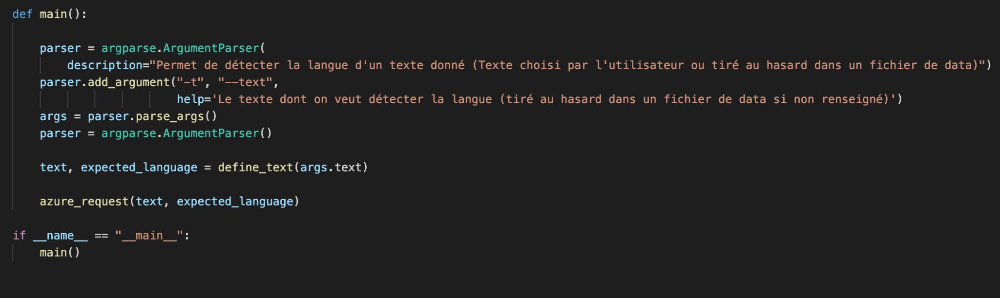 def main():
parser = argparse.ArgumentParser(
description="Permet de détecter la langue d'un texte donné (Texte choisi par l'utilisateur ou tiré au hasard dans un fichier de data)")
parser.add_argument("-t", "--text",
help='Le texte dont on veut détecter la langue (tiré au hasard dans un fichier de data si non renseigné)')
args = parser.parse_args()
parser = argparse.ArgumentParser()
text, expected_language = define_text(args.text)
azure_request(text, expected_language)
if __name__ == "__main__":
main()